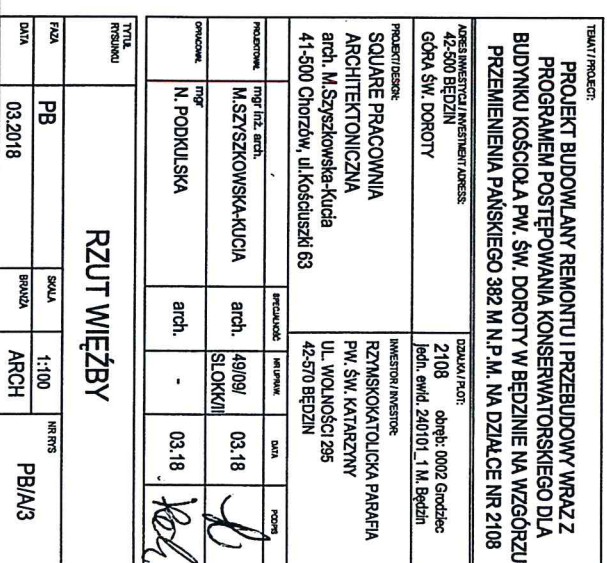 TEMAT / PROJECT:
PROJEKT BUDOWLANY REMONTU I PRZEBUDOWY WRAZ Z
PROGRAMEM POSTĘPOWANIA KONSERWATORSKIEGO DLA
BUDYNKU KOŚCIOŁA PW. ŚW. DOROTY W BĘDZINIE NA WZGÓRZU
PRZEMIENIENIA PAŃSKIEGO 382 M N.P.M. NA DZIAŁCE NR 2108
ADRES INWESTYCJI / INVESTMENT ADRESS:
42-500 BĘDZIN
GÓRA ŚW. DOROTY
DZIAŁKA / PLOT:
2108 obręb: 0002 Grodziec
jedn. ewid. 240101_1 M. Będzin
PROJEKT/ DESIGN:
SQUARE PRACOWNIA
ARCHITEKTONICZNA
arch. M.Szyszkowska-Kucia
41-500 Chorzów, ul.Kościuszki 63
INWESTOR / INVESTOR:
RZYMSKOKATOLICKA PARAFIA
PW. ŚW. KATARZYNY
UL. WOLNOŚCI 295
42-570 BĘDZIN
SPECJALNOŚĆ NR UPRAW. DATA PODPIS
PROJEKTOWAŁ mgr inż. arch.
M.SZYSZKOWSKA-KUCIA arch. 49/09/
SLOKK/II 03.18
OPRACOWAŁ mgr
N. PODKULSKA arch. - 03.18
TYTUŁ
RYSUNKU
RZUT WIĘŹBY
FAZA PB SKALA 1:100 NR RYS
DATA 03.2018 BRANŻA ARCH PB/A/3